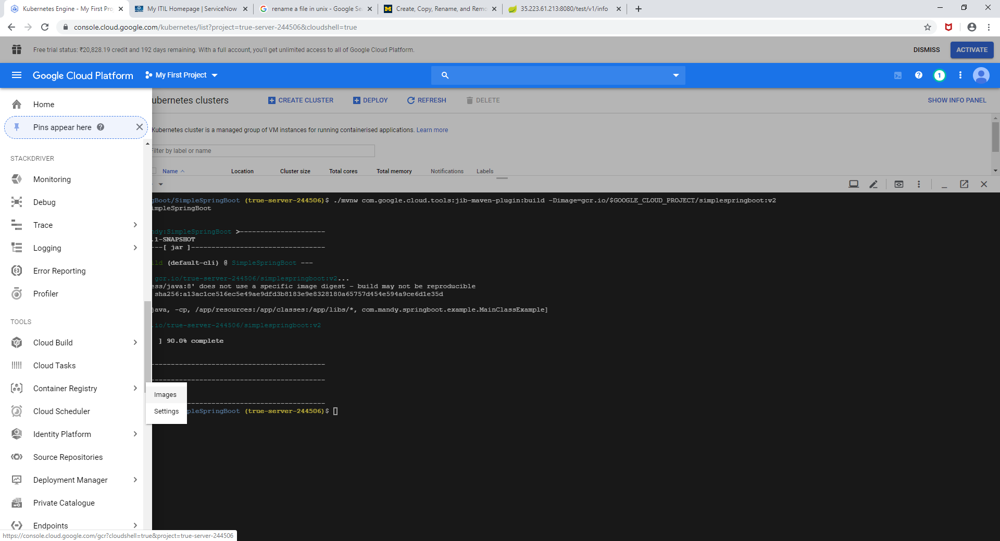 Kubernetes Engine - My First Pro
My ITIL Homepage | ServiceNow
rename a file in unix - Google Se
Create, Copy, Rename, and Remo
35.223.61.213:8080/test/v1/info
console.cloud.google.com/kubernetes/list?project=true-server-244506&cloudshell=true
Free trial status: ₹20,828.19 credit and 192 days remaining. With a full account, you'll get unlimited access to all of Google Cloud Platform.
DISMISS
ACTIVATE
Google Cloud Platform
My First Project
1
Home
Pins appear here
STACKDRIVER
Monitoring
Debug
Trace
Logging
Error Reporting
Profiler
TOOLS
Cloud Build
Cloud Tasks
Container Registry
Cloud Scheduler
Identity Platform
Source Repositories
Deployment Manager
Private Catalogue
Endpoints
Images
Settings
https://console.cloud.google.com/gcr?cloudshell=true&project=true-server-244506
ubernetes clusters
CREATE CLUSTER
DEPLOY
REFRESH
DELETE
SHOW INFO PANEL
Kubernetes cluster is a managed group of VM instances for running containerised applications. Learn more
Filter by label or name
Name
Location
Cluster size
Total cores
Total memory
Notifications
Labels
gBoot/SimpleSpringBoot (true-server-244506)$ ./mvnw com.google.cloud.tools:jib-maven-plugin:build -Dimage=gcr.io/$GOOGLE_CLOUD_PROJECT/simplespringboot:v2
impleSpringBoot
ndy:SimpleSpringBoot >---------------------
.1-SNAPSHOT
---[ jar ]---------------------------------
ild (default-cli) @ SimpleSpringBoot ---
gcr.io/true-server-244506/simplespringboot:v2...
ess/java:8' does not use a specific image digest - build may not be reproducible
sha256:a13ac1ce516ec5e49ae9dfd3b8183e9e8328180a65757d454e594a9ce6d1e35d
java, -cp, /app/resources:/app/classes:/app/libs/*, com.mandy.springboot.example.MainClassExample]
.io/true-server-244506/simplespringboot:v2
] 90.0% complete
-------------------------------------------
-------------------------------------------
----------------------------------
pleSpringBoot (true-server-244506)$